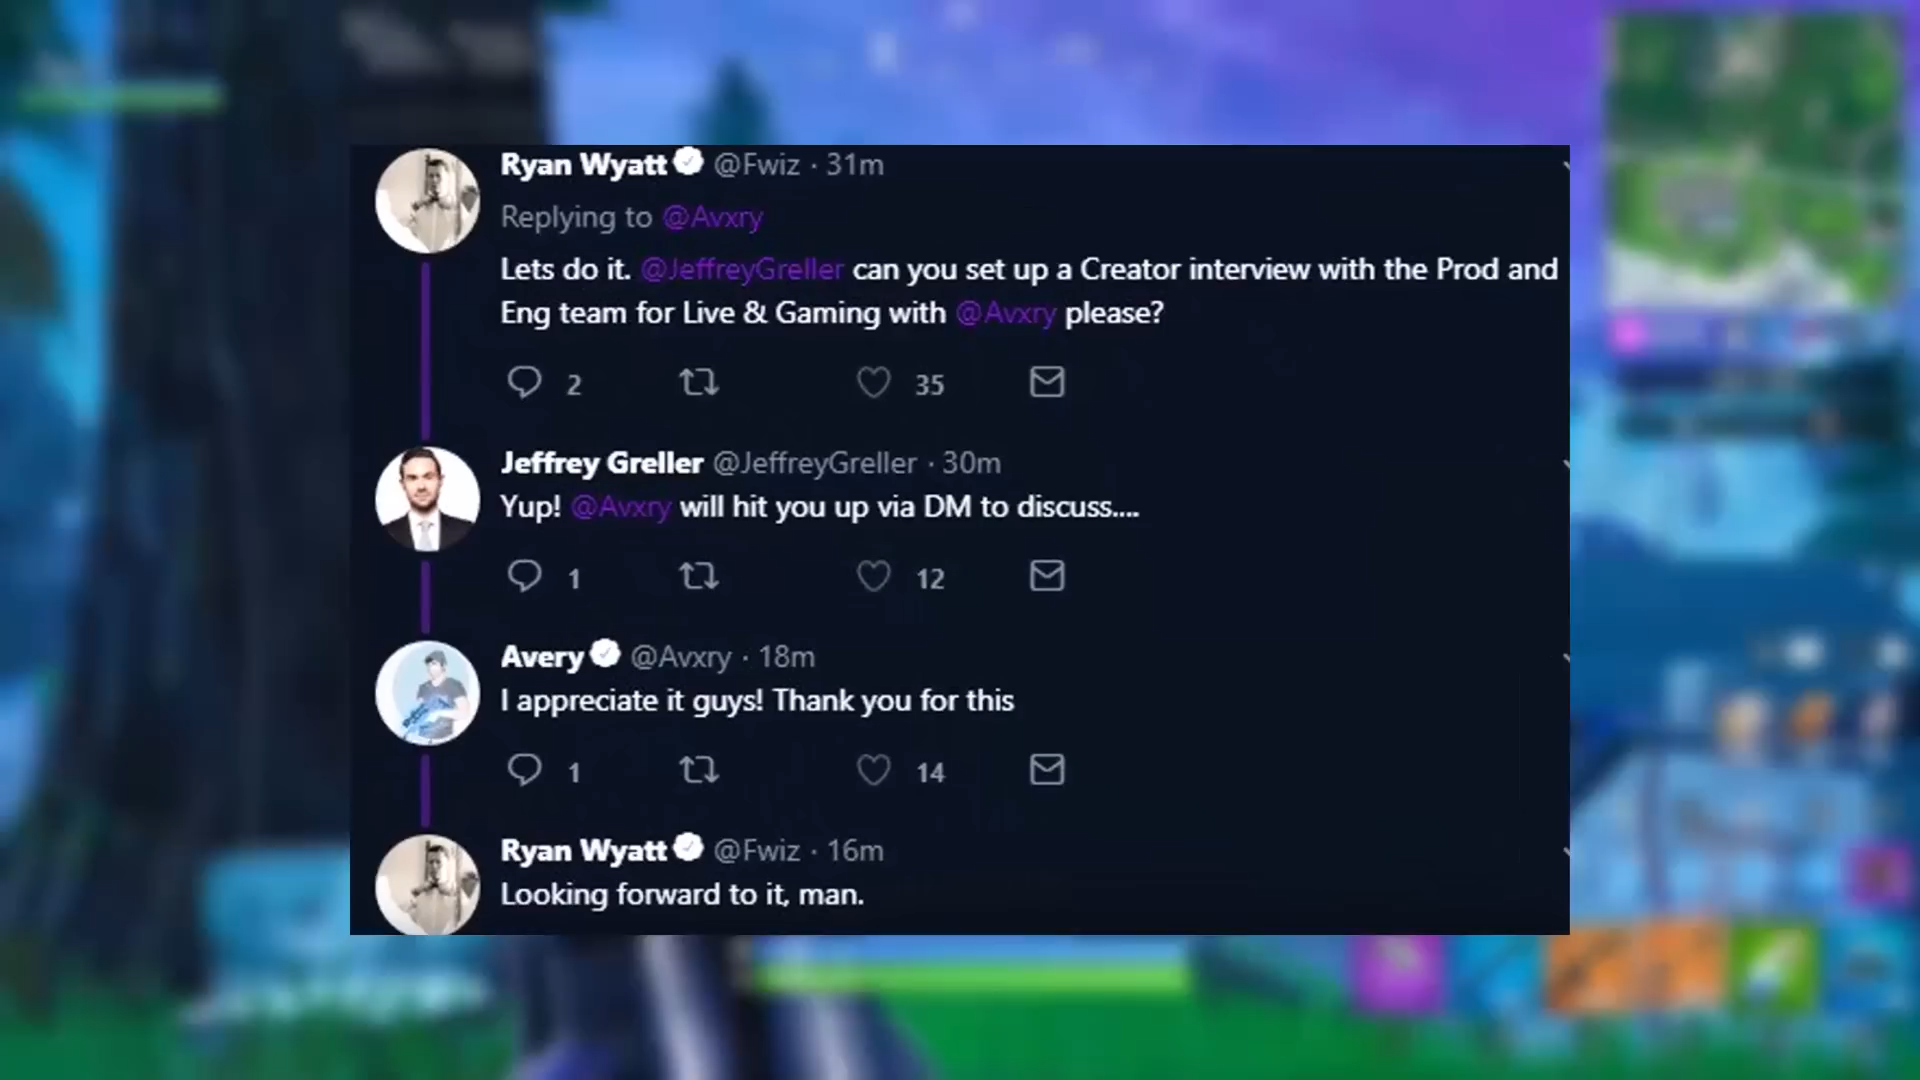 Ryan Wyatt @Fwiz · 31m
Replying to @Avxry
Lets do it. @JeffreyGreller can you set up a Creator interview with the Prod and
Eng team for Live & Gaming with @Avxry please?
2 35
Jeffrey Greller @JeffreyGreller · 30m
Yup! @Avxry will hit you up via DM to discuss....
1 12
Avery @Avxry · 18m
I appreciate it guys! Thank you for this
1 14
Ryan Wyatt @Fwiz · 16m
Looking forward to it, man.